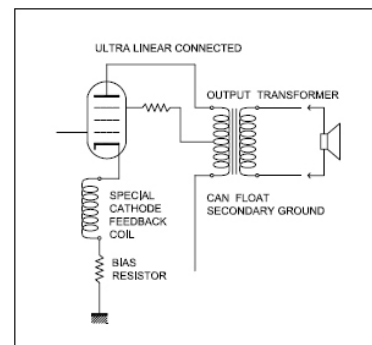 ULTRA LINEAR CONNECTED
OUTPUT TRANSFORMER
SPECIAL
CATHODE
FEEDBACK
COIL
CAN FLOAT
SECONDARY GROUND
BIAS
RESISTOR